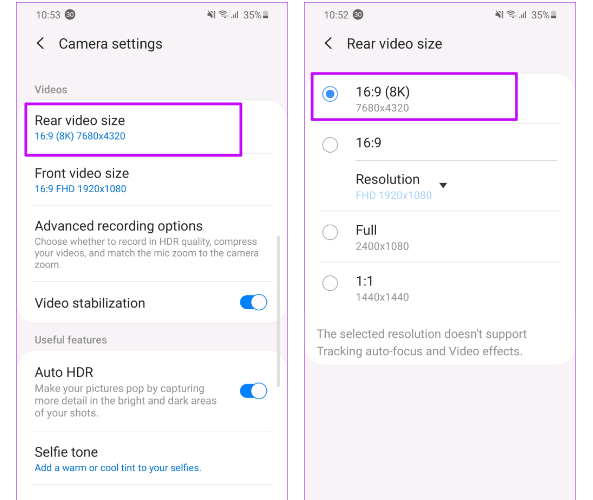 10:53 30 35%
Camera settings
Videos
Rear video size
16:9 (8K) 7680x4320
Front video size
16:9 FHD 1920x1080
Advanced recording options
Choose whether to record in HDR quality, compress
your videos, and match the mic zoom to the camera
zoom.
Video stabilization
Useful features
Auto HDR
Make your pictures pop by capturing
more detail in the bright and dark areas
of your shots.
Selfie tone
Add a warm or cool tint to your selfies.
10:52 30 35%
Rear video size
16:9 (8K)
7680x4320
16:9
Resolution
FHD 1920x1080
Full
2400x1080
1:1
1440x1440
The selected resolution doesn't support
Tracking auto-focus and Video effects.